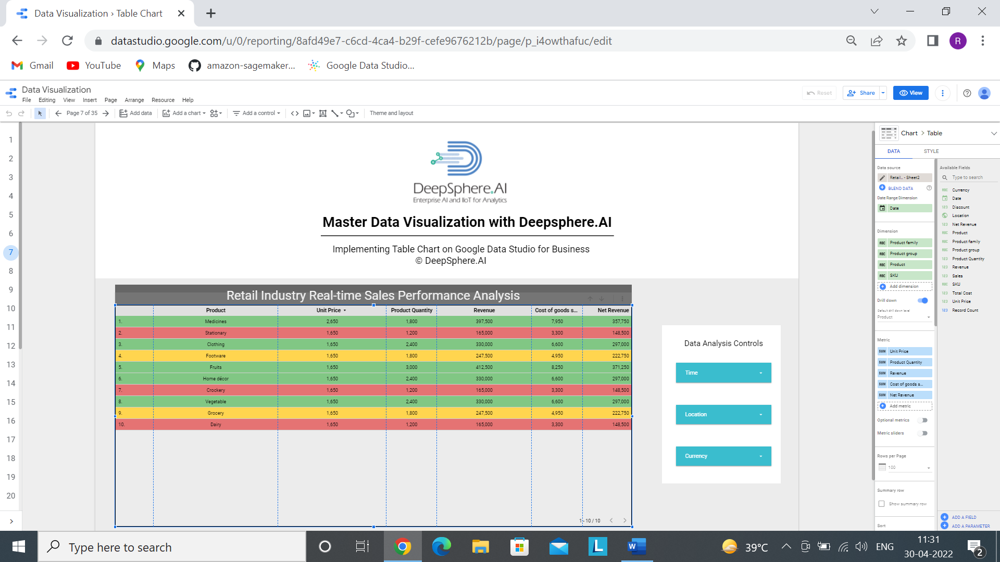 Data Visualization › Table Chart
datastudio.google.com/u/0/reporting/8afd49e7-c6cd-4ca4-b29f-cefe9676212b/page/p_i4owthafuc/edit
R
Gmail YouTube Maps amazon-sagemaker... Google Data Studio...
Data Visualization
File Editing View Insert Page Arrange Resource Help
Reset Share View
Page 7 of 35 Add data Add a chart Add a control Theme and layout
1
2
3
4
5
6
7
8
9
10
11
12
13
14
15
16
17
18
19
20
DeepSphere.AI
Enterprise AI and IIoT for Analytics
Master Data Visualization with Deepsphere.AI
Implementing Table Chart on Google Data Studio for Business
© DeepSphere.AI
Retail Industry Real-time Sales Performance Analysis
Product Unit Price Product Quantity Revenue Cost of goods s... Net Revenue
1. Medicines 2,650 1,800 397,500 7,950 357,750
2. Stationary 1,650 1,200 165,000 3,300 148,500
3. Clothing 1,650 2,400 330,000 6,600 297,000
4. Footware 1,650 1,800 247,500 4,950 222,750
5. Fruits 1,650 3,000 412,500 8,250 371,250
6. Home décor 1,650 2,400 330,000 6,600 297,000
7. Crockery 1,650 1,200 165,000 3,300 148,500
8. Vegetable 1,650 2,400 330,000 6,600 297,000
9. Grocery 1,650 1,800 247,500 4,950 222,750
10. Dairy 1,650 1,200 165,000 3,300 148,500
1 - 10 / 10
Data Analysis Controls
Time
Location
Currency
Chart > Table
DATA STYLE
Data source
Retail.. - Sheet2
BLEND DATA
Date Range Dimension
Date
Dimension
ABC Product family
ABC Product group
ABC Product
ABC SKU
Add dimension
Drill down
Default drill down level
Product
Metric
SUM Unit Price
SUM Product Quantity
SUM Revenue
SUM Cost of goods s...
SUM Net Revenue
Add metric
Optional metrics
Metric sliders
Rows per Page
100
Summary row
Show summary row
Sort
Available Fields
Type to search
ABC Currency
Date
123 Discount
Location
123 Net Revenue
ABC Product
ABC Product family
ABC Product group
123 Product Quantity
123 Revenue
123 Sales
ABC SKU
123 Total Cost
123 Unit Price
123 Record Count
ADD A FIELD
ADD A PARAMETER
Type here to search
L
W
39°C
ENG
11:31
30-04-2022
2